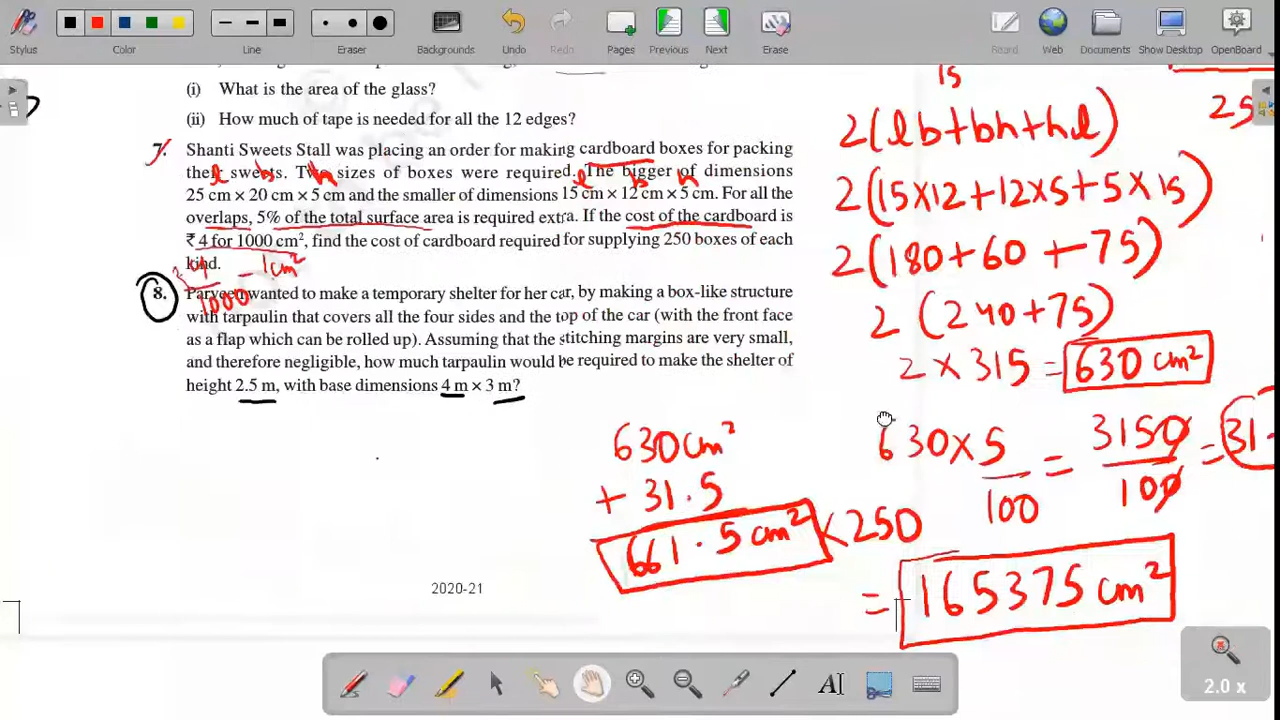 Stylus Color Line Eraser Backgrounds Undo Redo Pages Previous Next Erase Board Web Documents Show Desktop OpenBoard
(i) What is the area of the glass?
(ii) How much of tape is needed for all the 12 edges?
7. Shanti Sweets Stall was placing an order for making cardboard boxes for packing
their sweets. Two sizes of boxes were required. The bigger of dimensions
l b h l b h
25 cm × 20 cm × 5 cm and the smaller of dimensions 15 cm × 12 cm × 5 cm. For all the
overlaps, 5% of the total surface area is required extra. If the cost of the cardboard is
₹ 4 for 1000 cm², find the cost of cardboard required for supplying 250 boxes of each
kind.
4/1000 – 1cm²
8. Parveen wanted to make a temporary shelter for her car, by making a box-like structure
with tarpaulin that covers all the four sides and the top of the car (with the front face
as a flap which can be rolled up). Assuming that the stitching margins are very small,
and therefore negligible, how much tarpaulin would be required to make the shelter of
height 2.5 m, with base dimensions 4 m × 3 m?
2020-21
15
25
2(lb+bh+hl)
2(15×12+12×5+5×15)
2(180+60+75)
2(240+75)
2×315 = 630 cm²
630×5/100 = 3150/100 = 31.
630cm²
+ 31.5
661.5 cm² ×250
= 165375 cm²
2.0 x